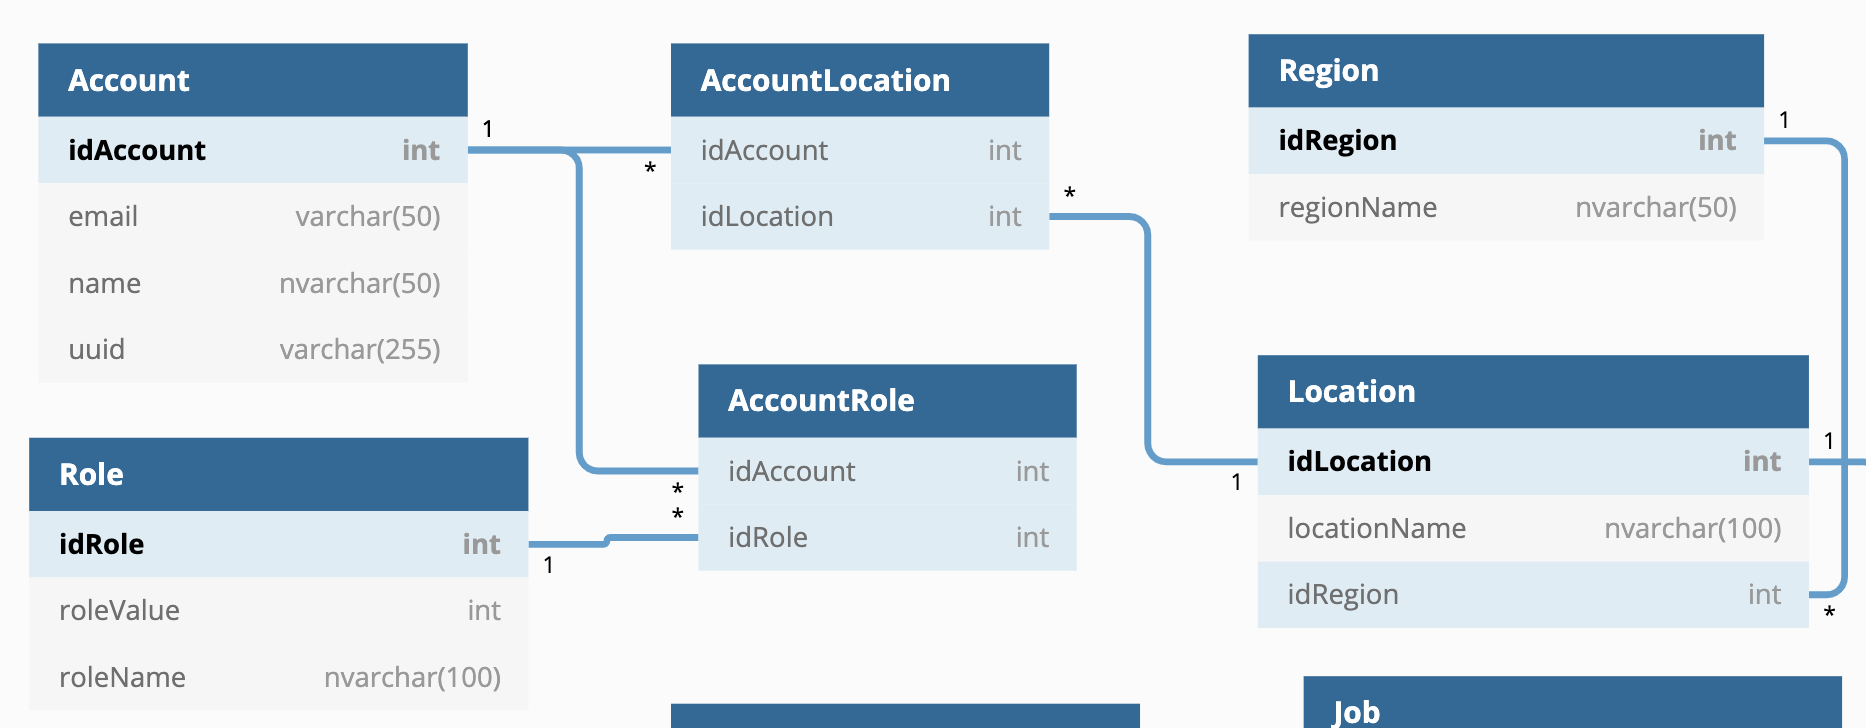 Account
idAccount int
email varchar(50)
name nvarchar(50)
uuid varchar(255)
1
*
AccountLocation
idAccount int
idLocation int
*
Region
idRegion int
regionName nvarchar(50)
1
Role
idRole int
roleValue int
roleName nvarchar(100)
1
*
*
AccountRole
idAccount int
idRole int
1
Location
idLocation int
locationName nvarchar(100)
idRegion int
1
*
Job